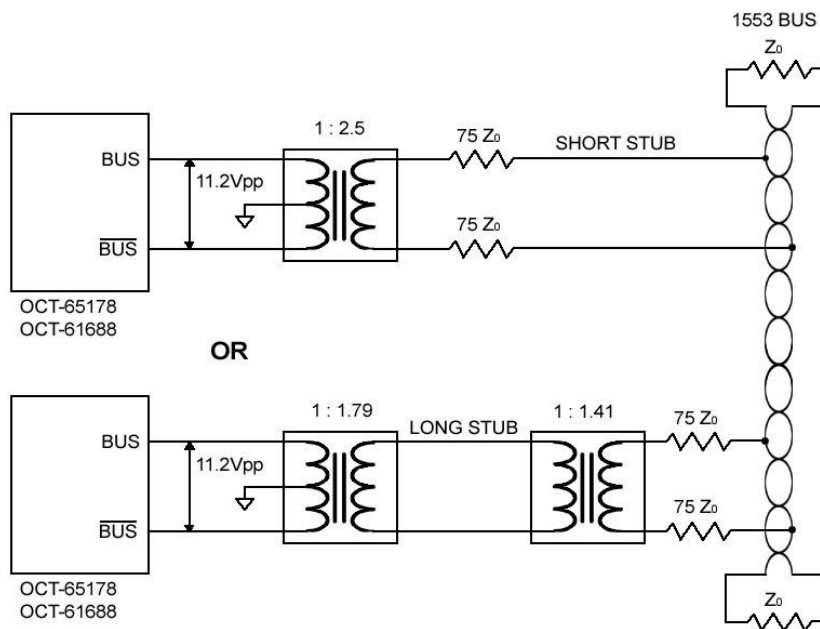 1553 BUS
Z₀
1 : 2.5
75 Z₀
SHORT STUB
BUS
11.2Vpp
B̅U̅S̅
75 Z₀
OCT-65178
OCT-61688
OR
1 : 1.79
1 : 1.41
LONG STUB
75 Z₀
BUS
11.2Vpp
75 Z₀
B̅U̅S̅
OCT-65178
OCT-61688
Z₀